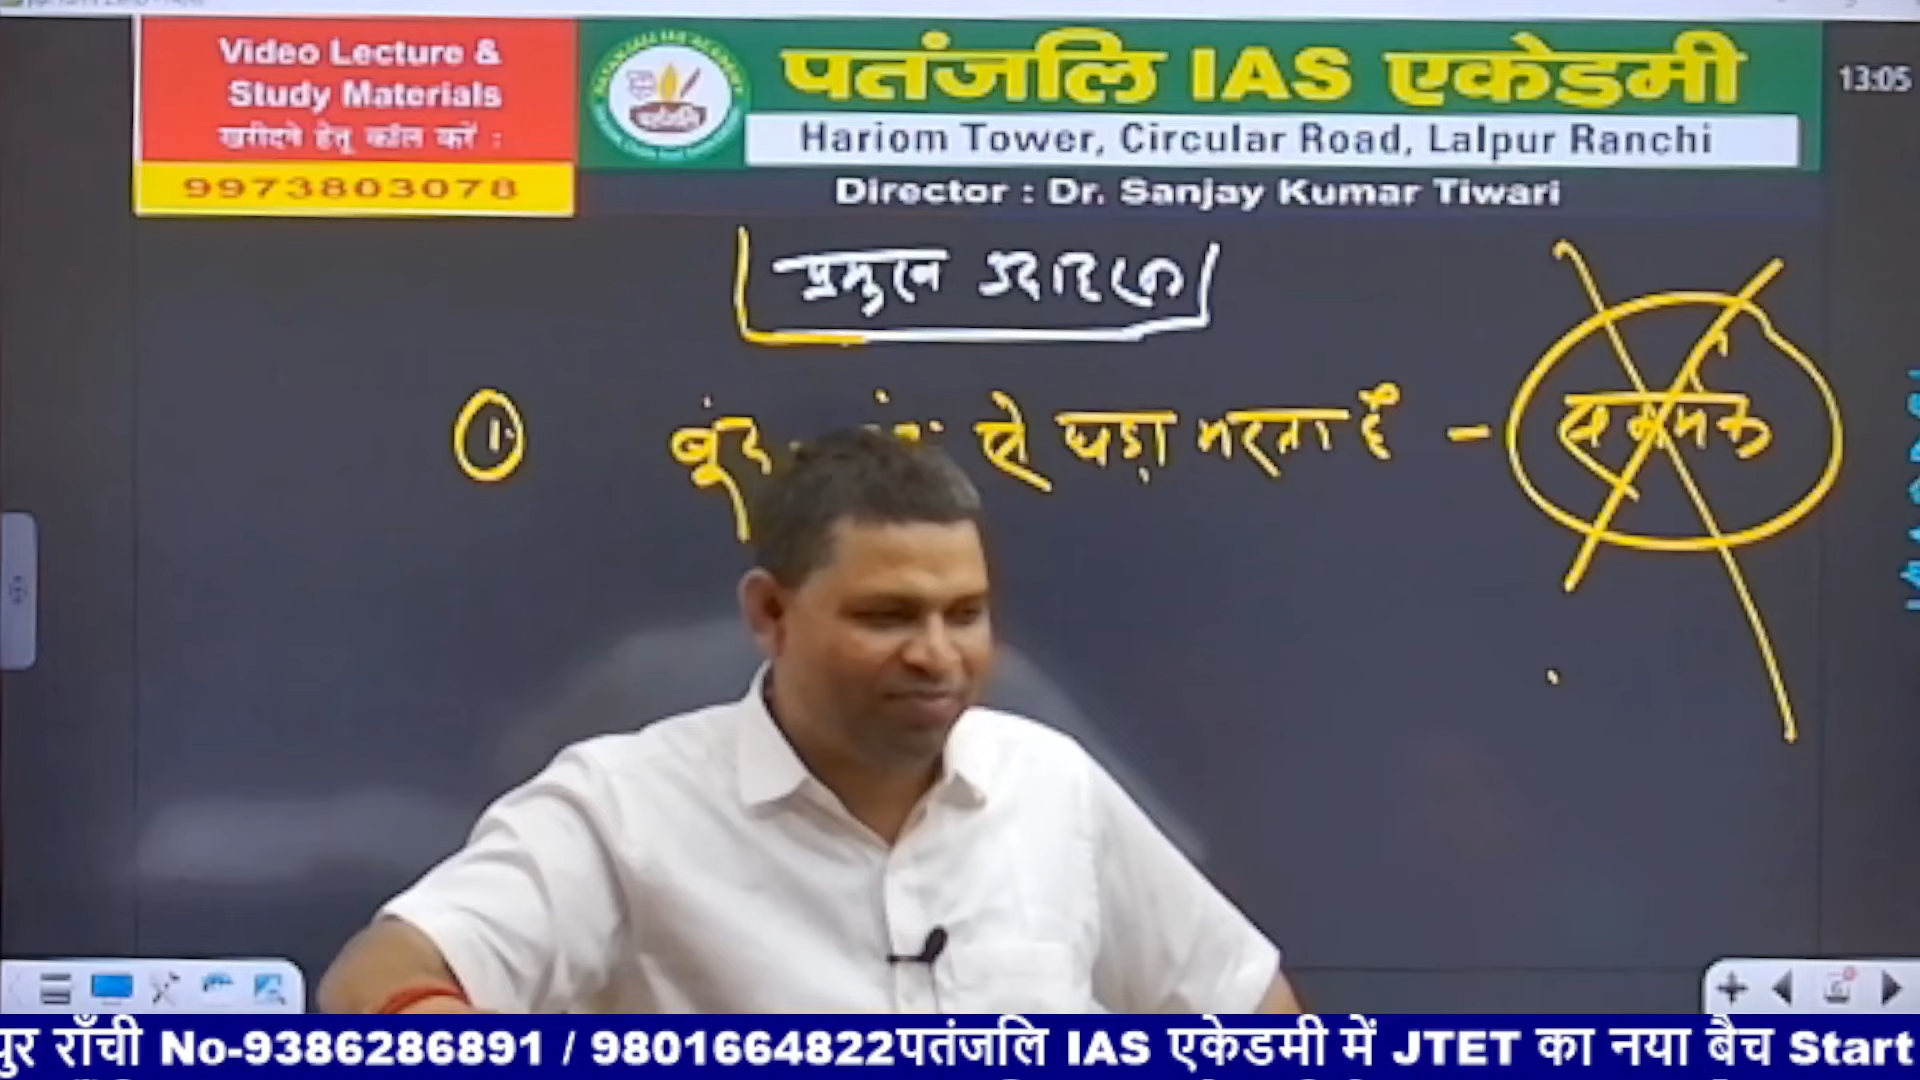 Video Lecture &
Study Materials
खरीदने हेतू कॉल करें :
9973803078
पतंजलि IAS एकेडमी
Hariom Tower, Circular Road, Lalpur Ranchi
Director : Dr. Sanjay Kumar Tiwari
13:05
प्रमुख उदाहरण
1. बूंद - से घड़ा भरता है - सकर्मक
पुर राँची No-9386286891 / 9801664822पतंजलि IAS एकेडमी में JTET का नया बैच Start